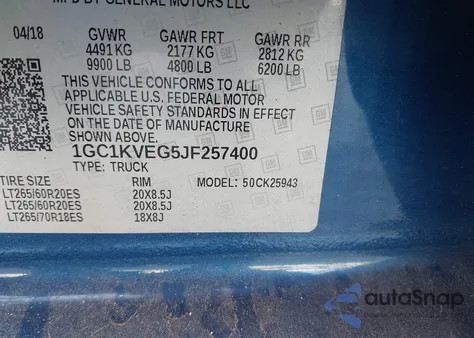 MFD BY GENERAL MOTORS LLC
04/18 GVWR GAWR FRT GAWR RR
4491 KG 2177 KG 2812 KG
9900 LB 4800 LB 6200 LB
THIS VEHICLE CONFORMS TO ALL
APPLICABLE U.S. FEDERAL MOTOR
VEHICLE SAFETY STANDARDS IN EFFECT
ON THE DATE OF MANUFACTURE
SHOWN ABOVE.
1GC1KVEG5JF257400
TYPE: TRUCK MODEL: 50CK25943
TIRE SIZE RIM
LT265/60R20ES 20X8.5J
LT265/60R20ES 20X8.5J
LT265/70R18ES 18X8J
autoSnap